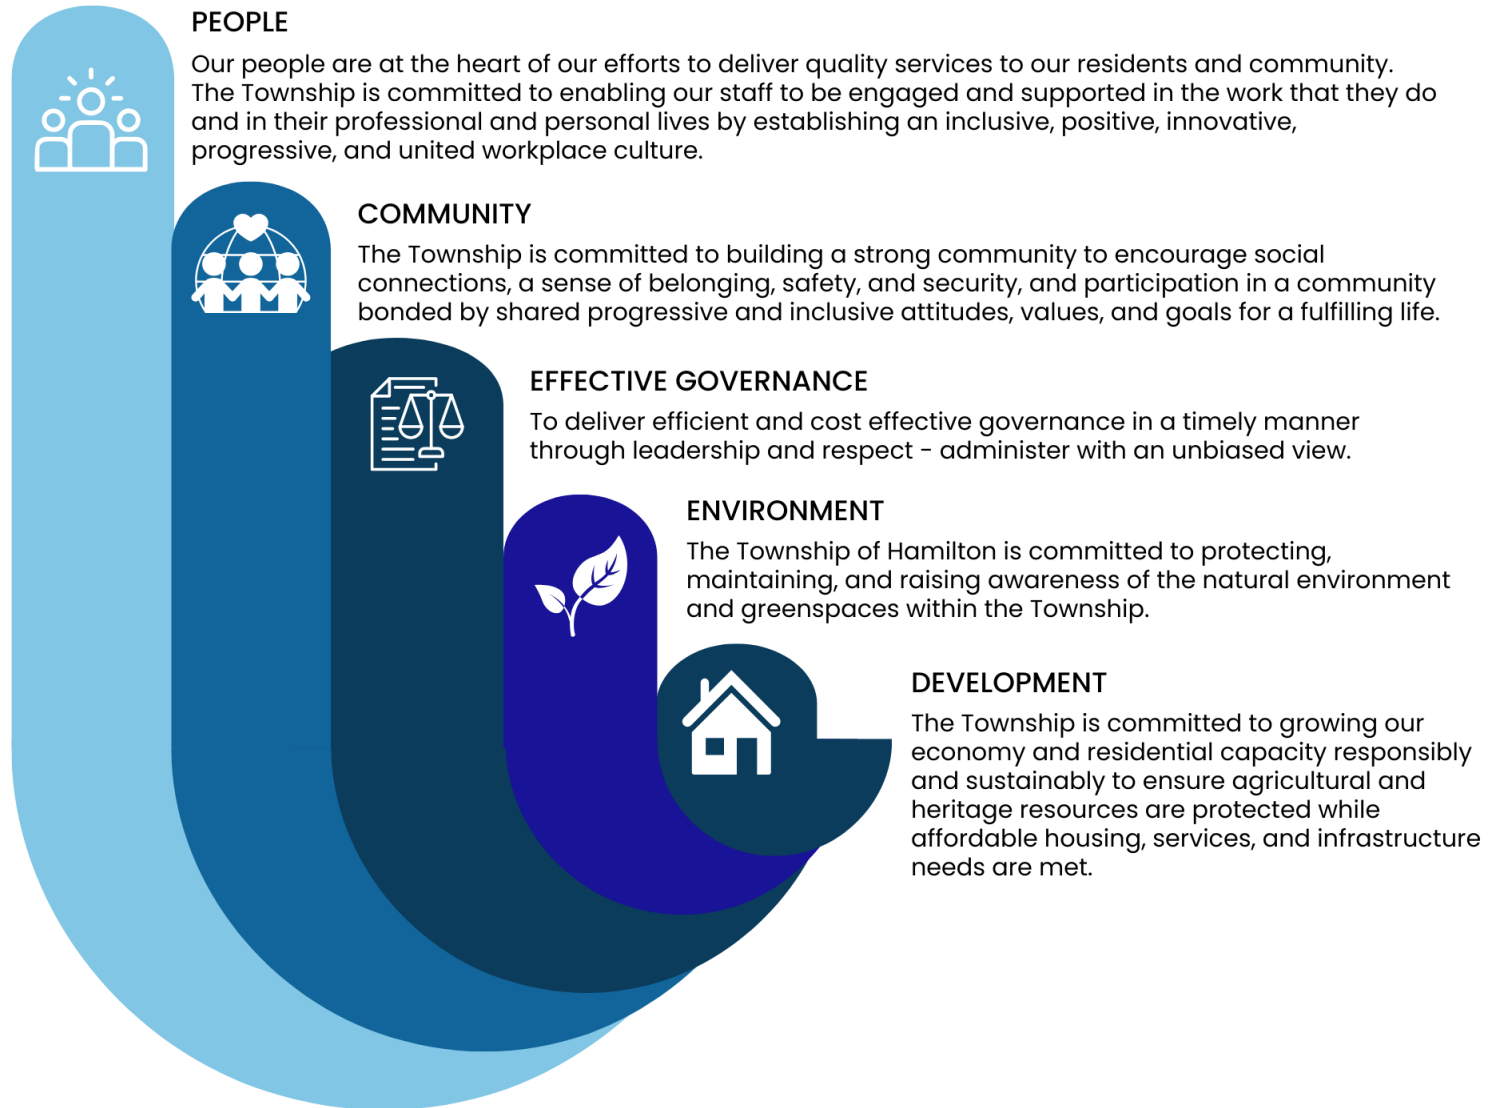 PEOPLE
Our people are at the heart of our efforts to deliver quality services to our residents and community.
The Township is committed to enabling our staff to be engaged and supported in the work that they do
and in their professional and personal lives by establishing an inclusive, positive, innovative,
progressive, and united workplace culture.
COMMUNITY
The Township is committed to building a strong community to encourage social
connections, a sense of belonging, safety, and security, and participation in a community
bonded by shared progressive and inclusive attitudes, values, and goals for a fulfilling life.
EFFECTIVE GOVERNANCE
To deliver efficient and cost effective governance in a timely manner
through leadership and respect - administer with an unbiased view.
ENVIRONMENT
The Township of Hamilton is committed to protecting,
maintaining, and raising awareness of the natural environment
and greenspaces within the Township.
DEVELOPMENT
The Township is committed to growing our
economy and residential capacity responsibly
and sustainably to ensure agricultural and
heritage resources are protected while
affordable housing, services, and infrastructure
needs are met.